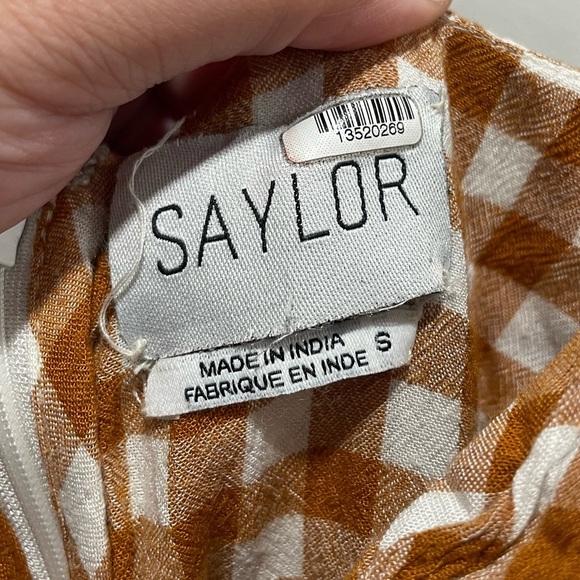 13520269
SAYLOR
MADE IN INDIA
FABRIQUE EN INDE S